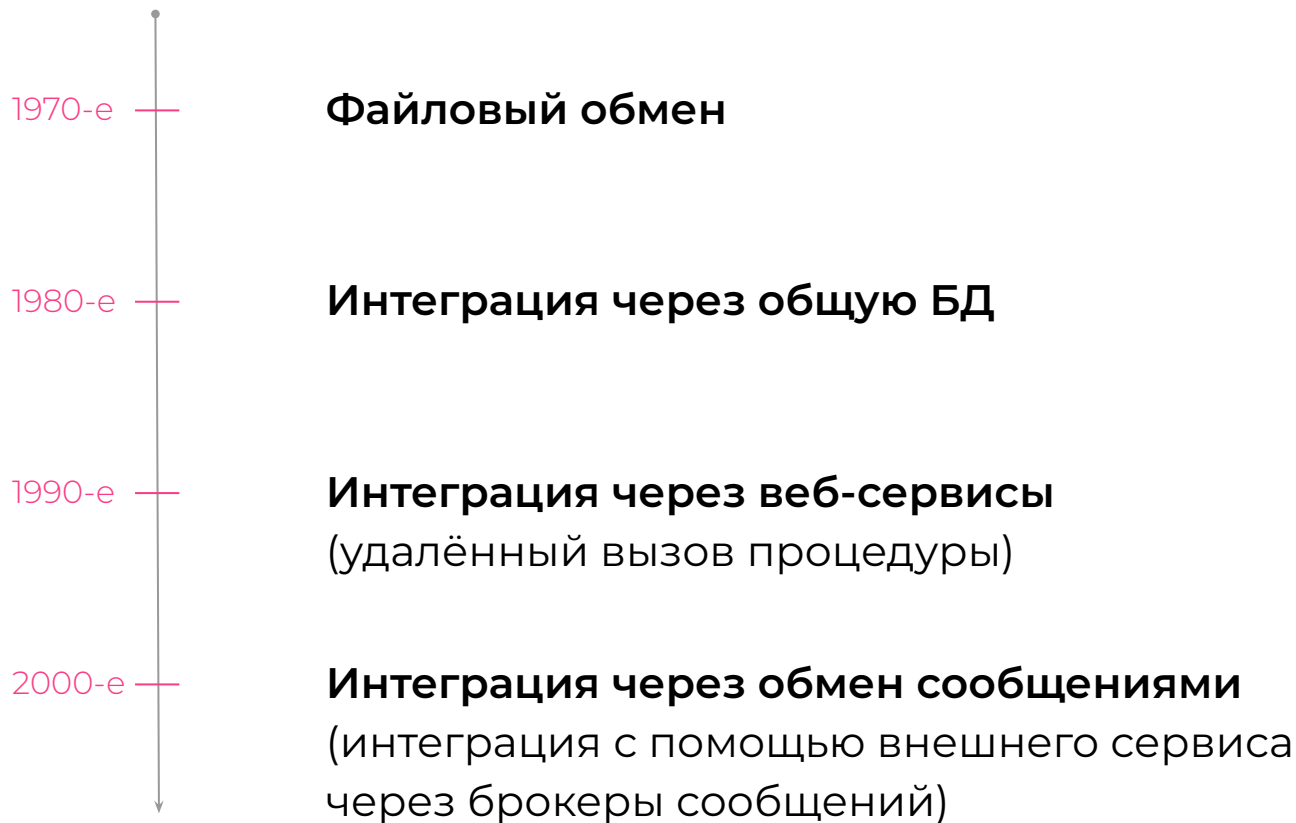 1970-е
Файловый обмен
1980-е
Интеграция через общую БД
1990-е
Интеграция через веб-сервисы
(удалённый вызов процедуры)
2000-е
Интеграция через обмен сообщениями
(интеграция с помощью внешнего сервиса
через брокеры сообщений)